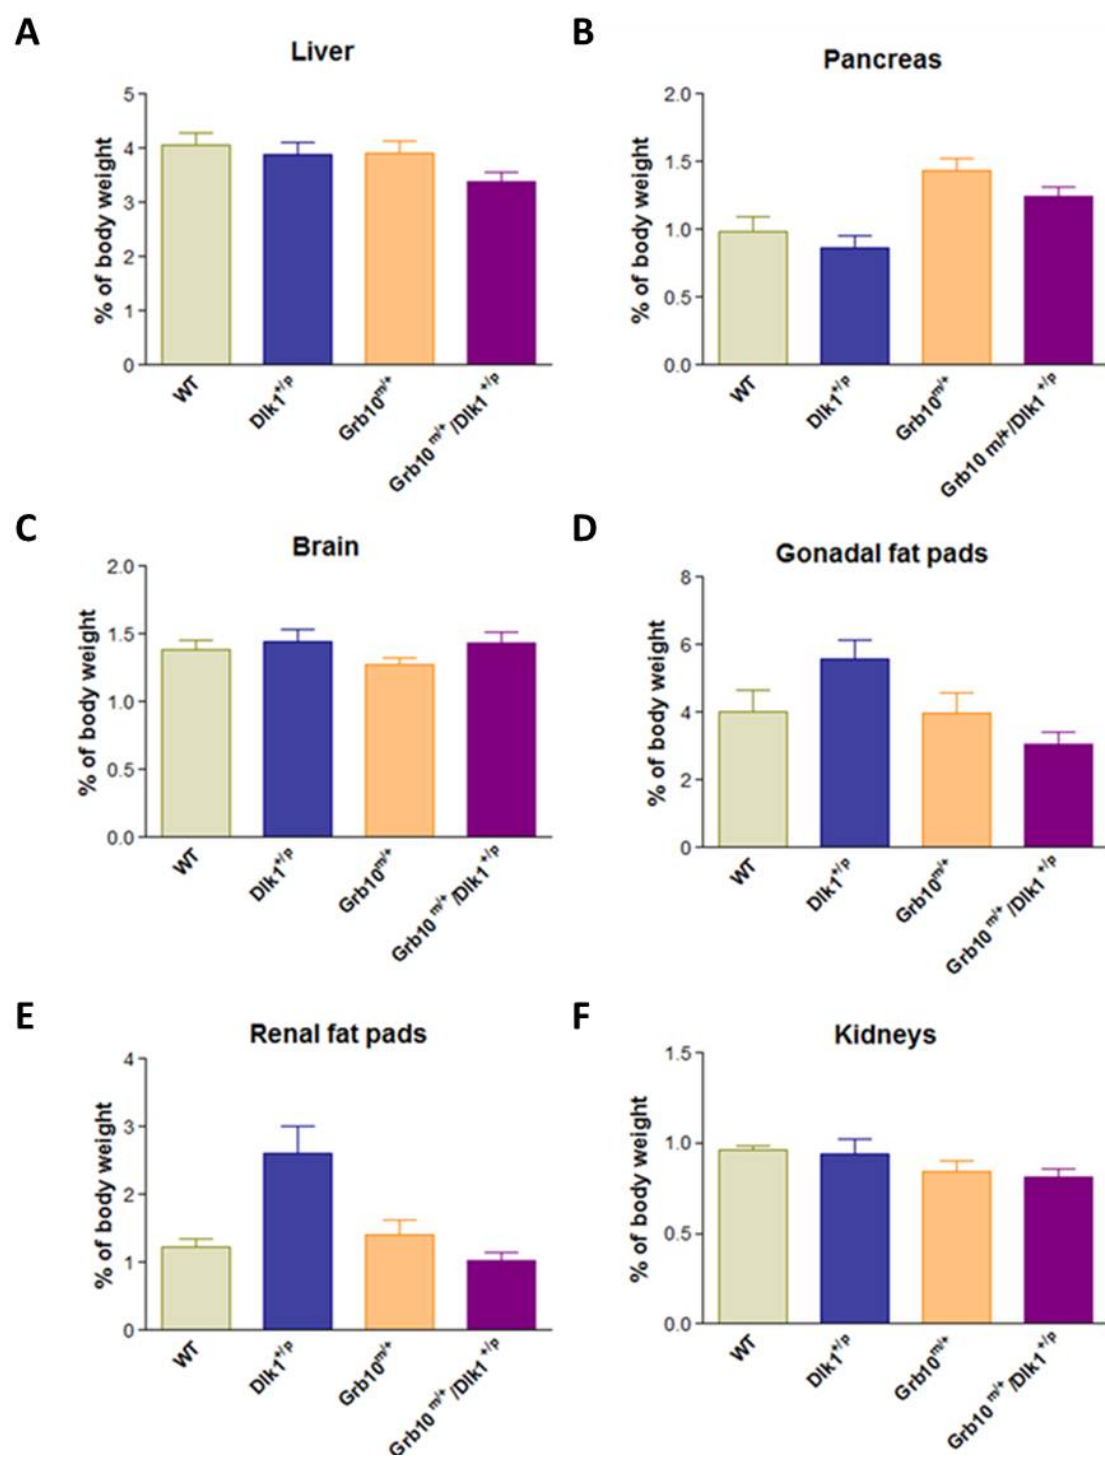 A
Liver
% of body weight
5
4
3
2
1
0
WT
Dlk1+/p
Grb10m/+
Grb10 m/+ /Dlk1 +/p
B
Pancreas
% of body weight
2.0
1.5
1.0
0.5
0.0
WT
Dlk1+/p
Grb10m/+
Grb10 m/+/Dlk1 +/p
C
Brain
% of body weight
2.0
1.5
1.0
0.5
0.0
WT
Dlk1+/p
Grb10m/+
Grb10 m/+ /Dlk1 +/p
D
Gonadal fat pads
% of body weight
8
6
4
2
0
WT
Dlk1+/p
Grb10m/+
Grb10 m/+ /Dlk1 +/p
E
Renal fat pads
% of body weight
4
3
2
1
0
WT
Dlk1+/p
Grb10m/+
Grb10 m/+ /Dlk1 +/p
F
Kidneys
% of body weight
1.5
1.0
0.5
0.0
WT
Dlk1+/p
Grb10m/+
Grb10 m/+ /Dlk1 +/p